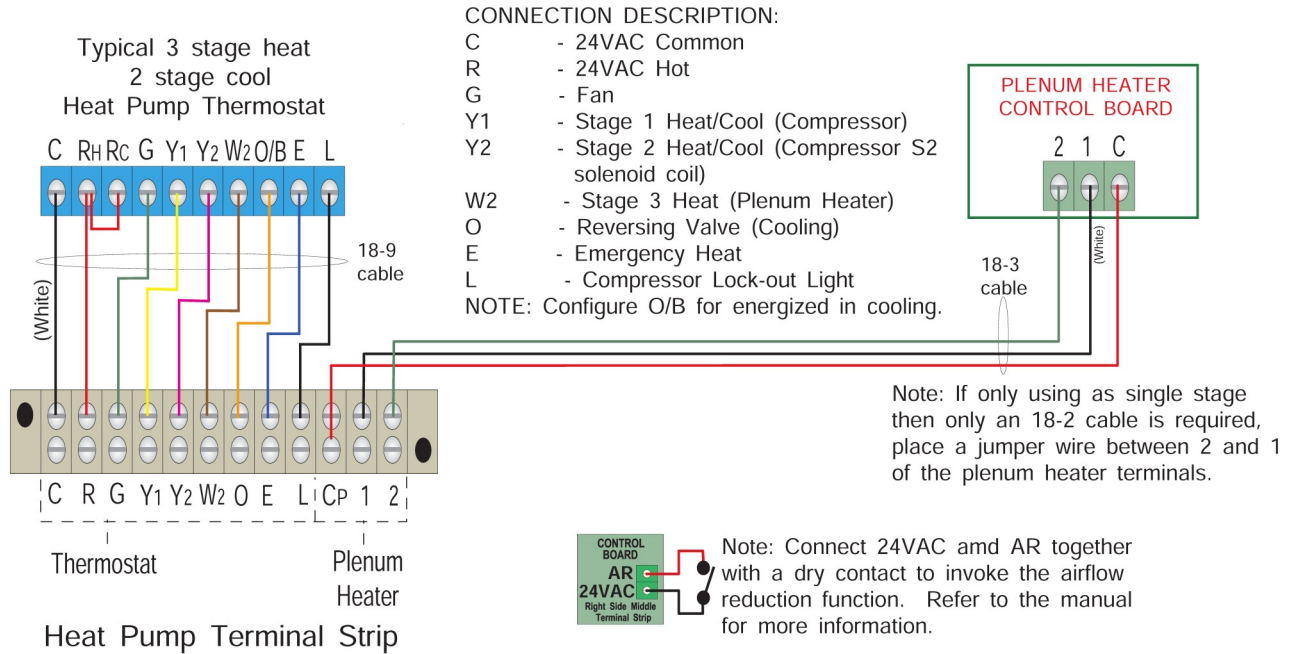 Typical 3 stage heat
2 stage cool
Heat Pump Thermostat
C RH RC G Y1 Y2 W2 O/B E L
18-9
cable
(White)
C R G Y1 Y2 W2 O E L CP 1 2
Thermostat
Plenum
Heater
Heat Pump Terminal Strip
CONNECTION DESCRIPTION:
C - 24VAC Common
R - 24VAC Hot
G - Fan
Y1 - Stage 1 Heat/Cool (Compressor)
Y2 - Stage 2 Heat/Cool (Compressor S2
solenoid coil)
W2 - Stage 3 Heat (Plenum Heater)
O - Reversing Valve (Cooling)
E - Emergency Heat
L - Compressor Lock-out Light
NOTE: Configure O/B for energized in cooling.
PLENUM HEATER
CONTROL BOARD
2 1 C
(White)
18-3
cable
Note: If only using as single stage
then only an 18-2 cable is required,
place a jumper wire between 2 and 1
of the plenum heater terminals.
CONTROL
BOARD
AR
24VAC
Right Side Middle
Terminal Strip
Note: Connect 24VAC amd AR together
with a dry contact to invoke the airflow
reduction function. Refer to the manual
for more information.